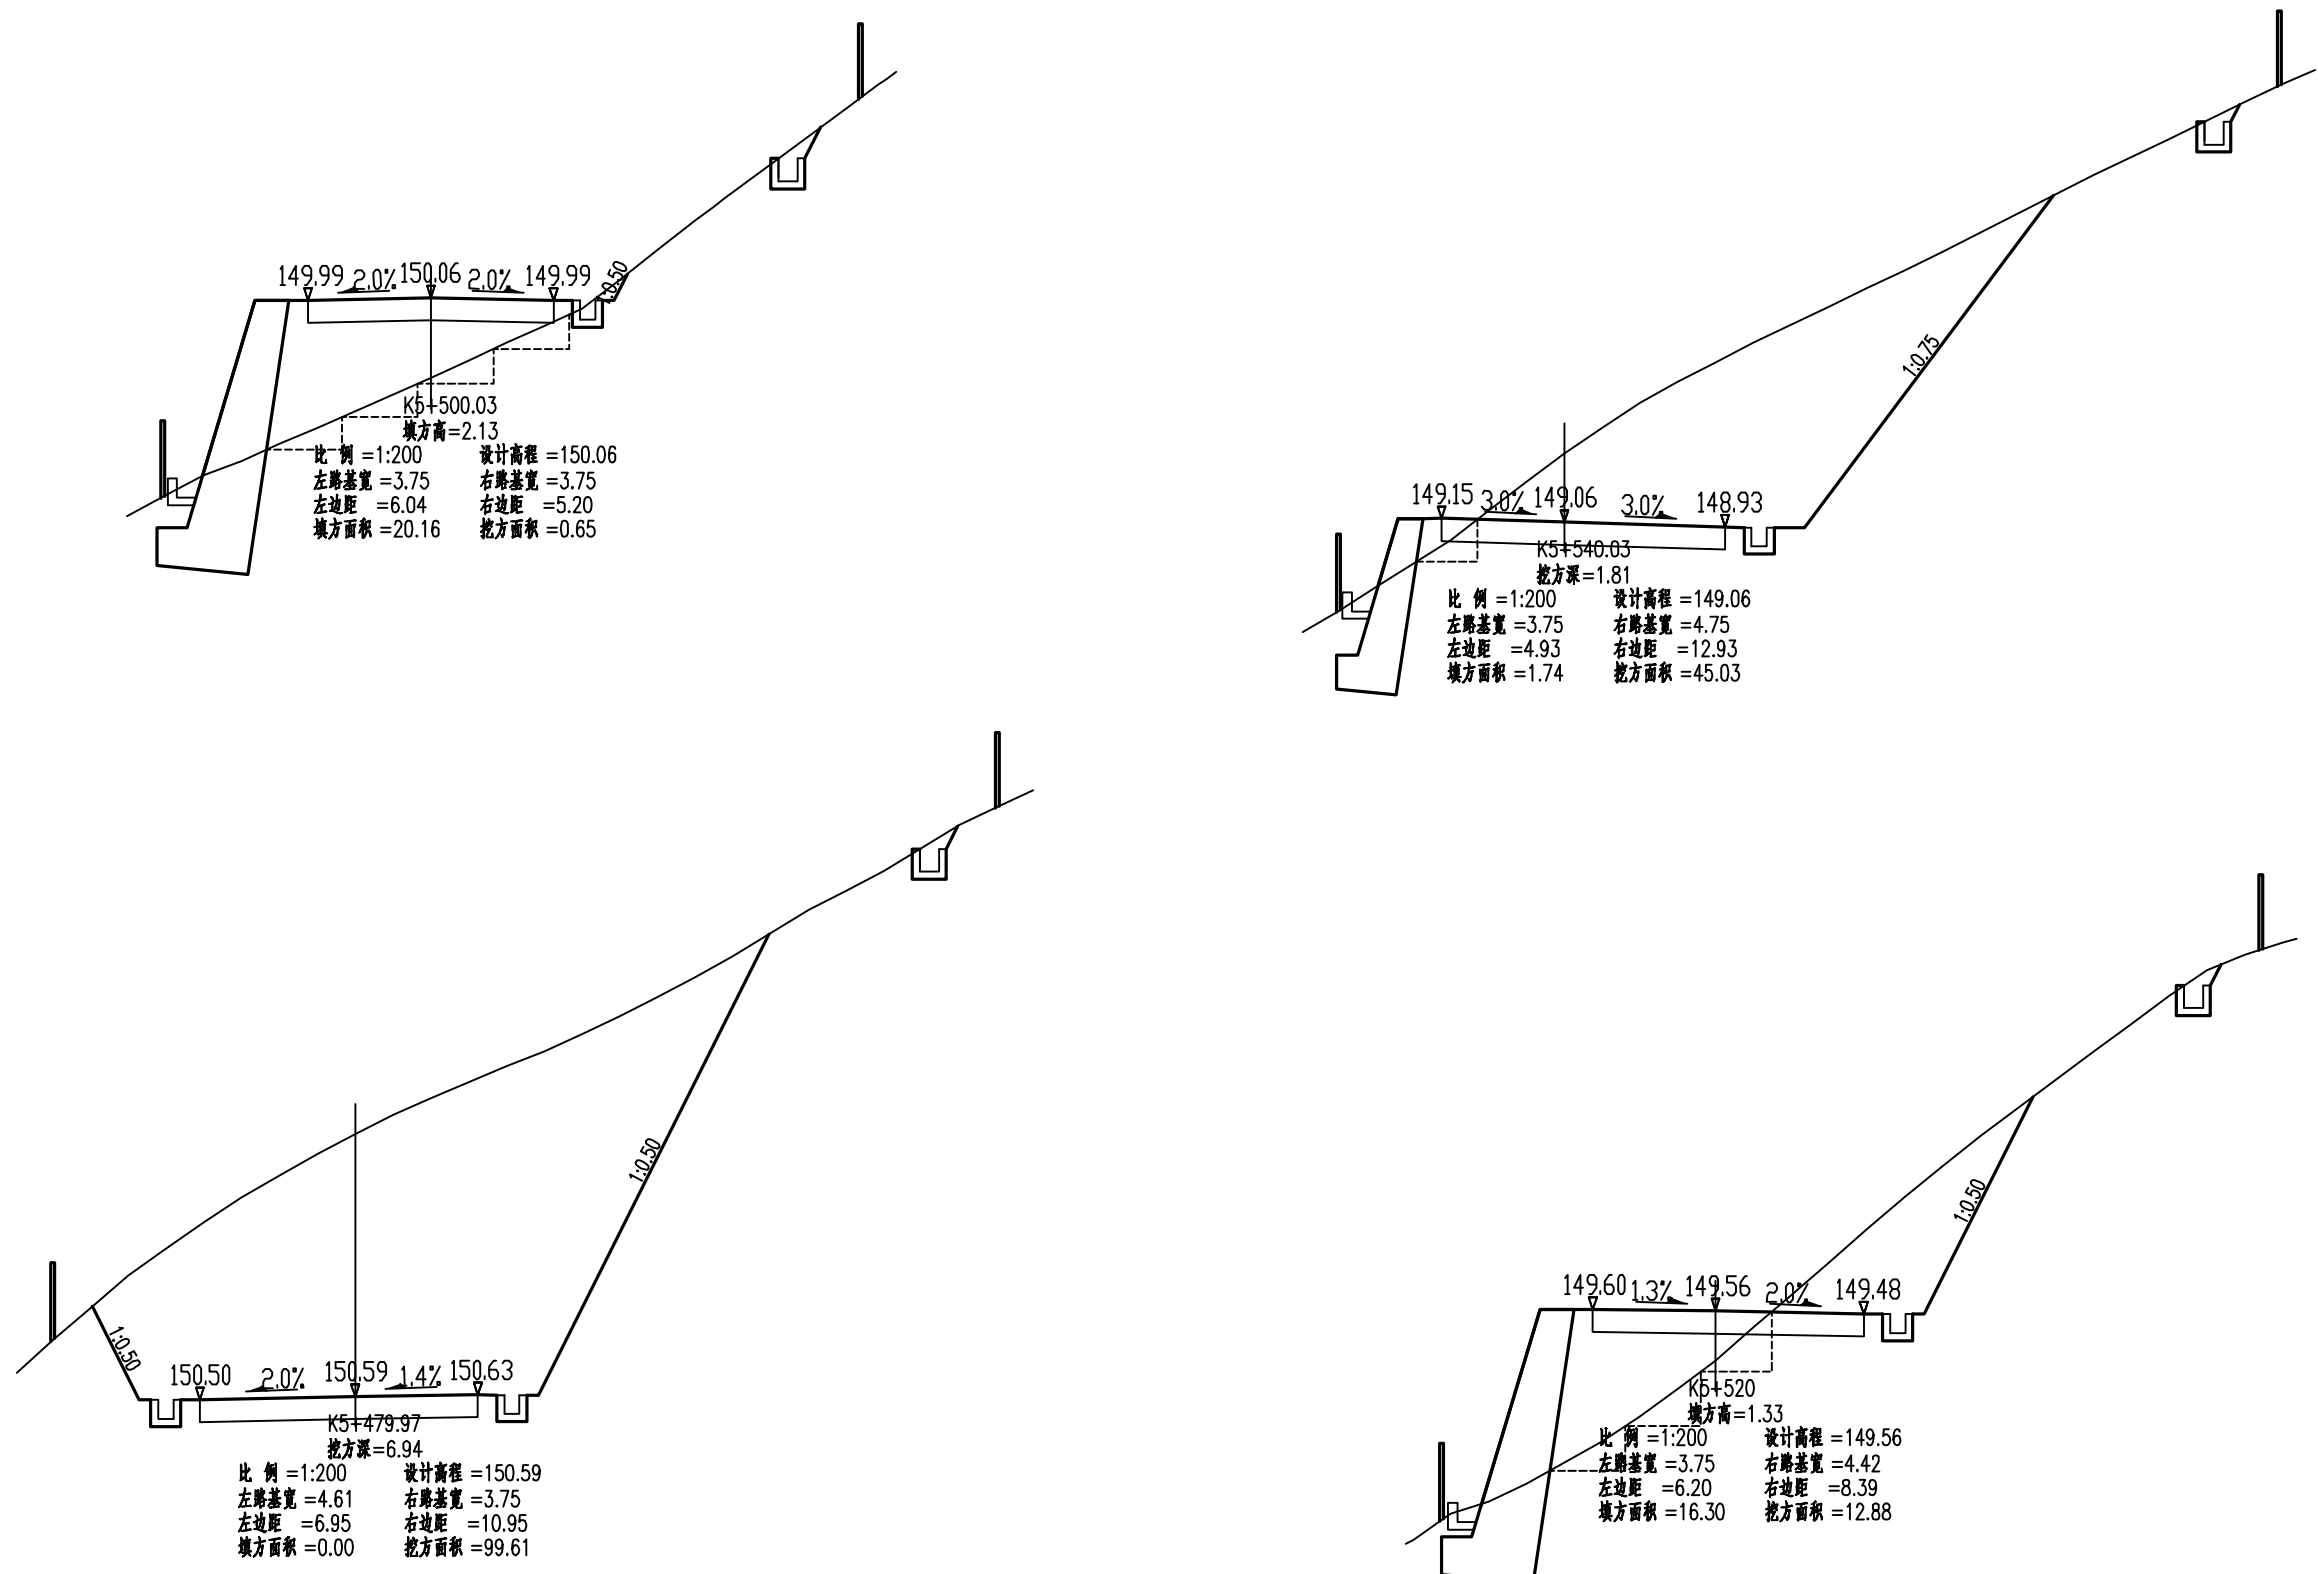 149.99 2.0% 150.06 2.0% 149.99
1:0.50
K5+500.03
填方高=2.13
比 例 =1:200 设计高程 =150.06
左路基宽 =3.75 右路基宽 =3.75
左边距 =6.04 右边距 =5.20
填方面积 =20.16 挖方面积 =0.65
1:0.75
149.15 3.0% 149.06 3.0% 148.93
K5+540.03
挖方深=1.81
比 例 =1:200 设计高程 =149.06
左路基宽 =3.75 右路基宽 =4.75
左边距 =4.93 右边距 =12.93
填方面积 =1.74 挖方面积 =45.03
1:0.50
1:0.50
150.50 2.0% 150.59 1.4% 150.63
K5+479.97
挖方深=6.94
比 例 =1:200 设计高程 =150.59
左路基宽 =4.61 右路基宽 =3.75
左边距 =6.95 右边距 =10.95
填方面积 =0.00 挖方面积 =99.61
1:0.50
149.60 1.3% 149.56 2.0% 149.48
K5+520
填方高=1.33
比 例 =1:200 设计高程 =149.56
左路基宽 =3.75 右路基宽 =4.42
左边距 =6.20 右边距 =8.39
填方面积 =16.30 挖方面积 =12.88